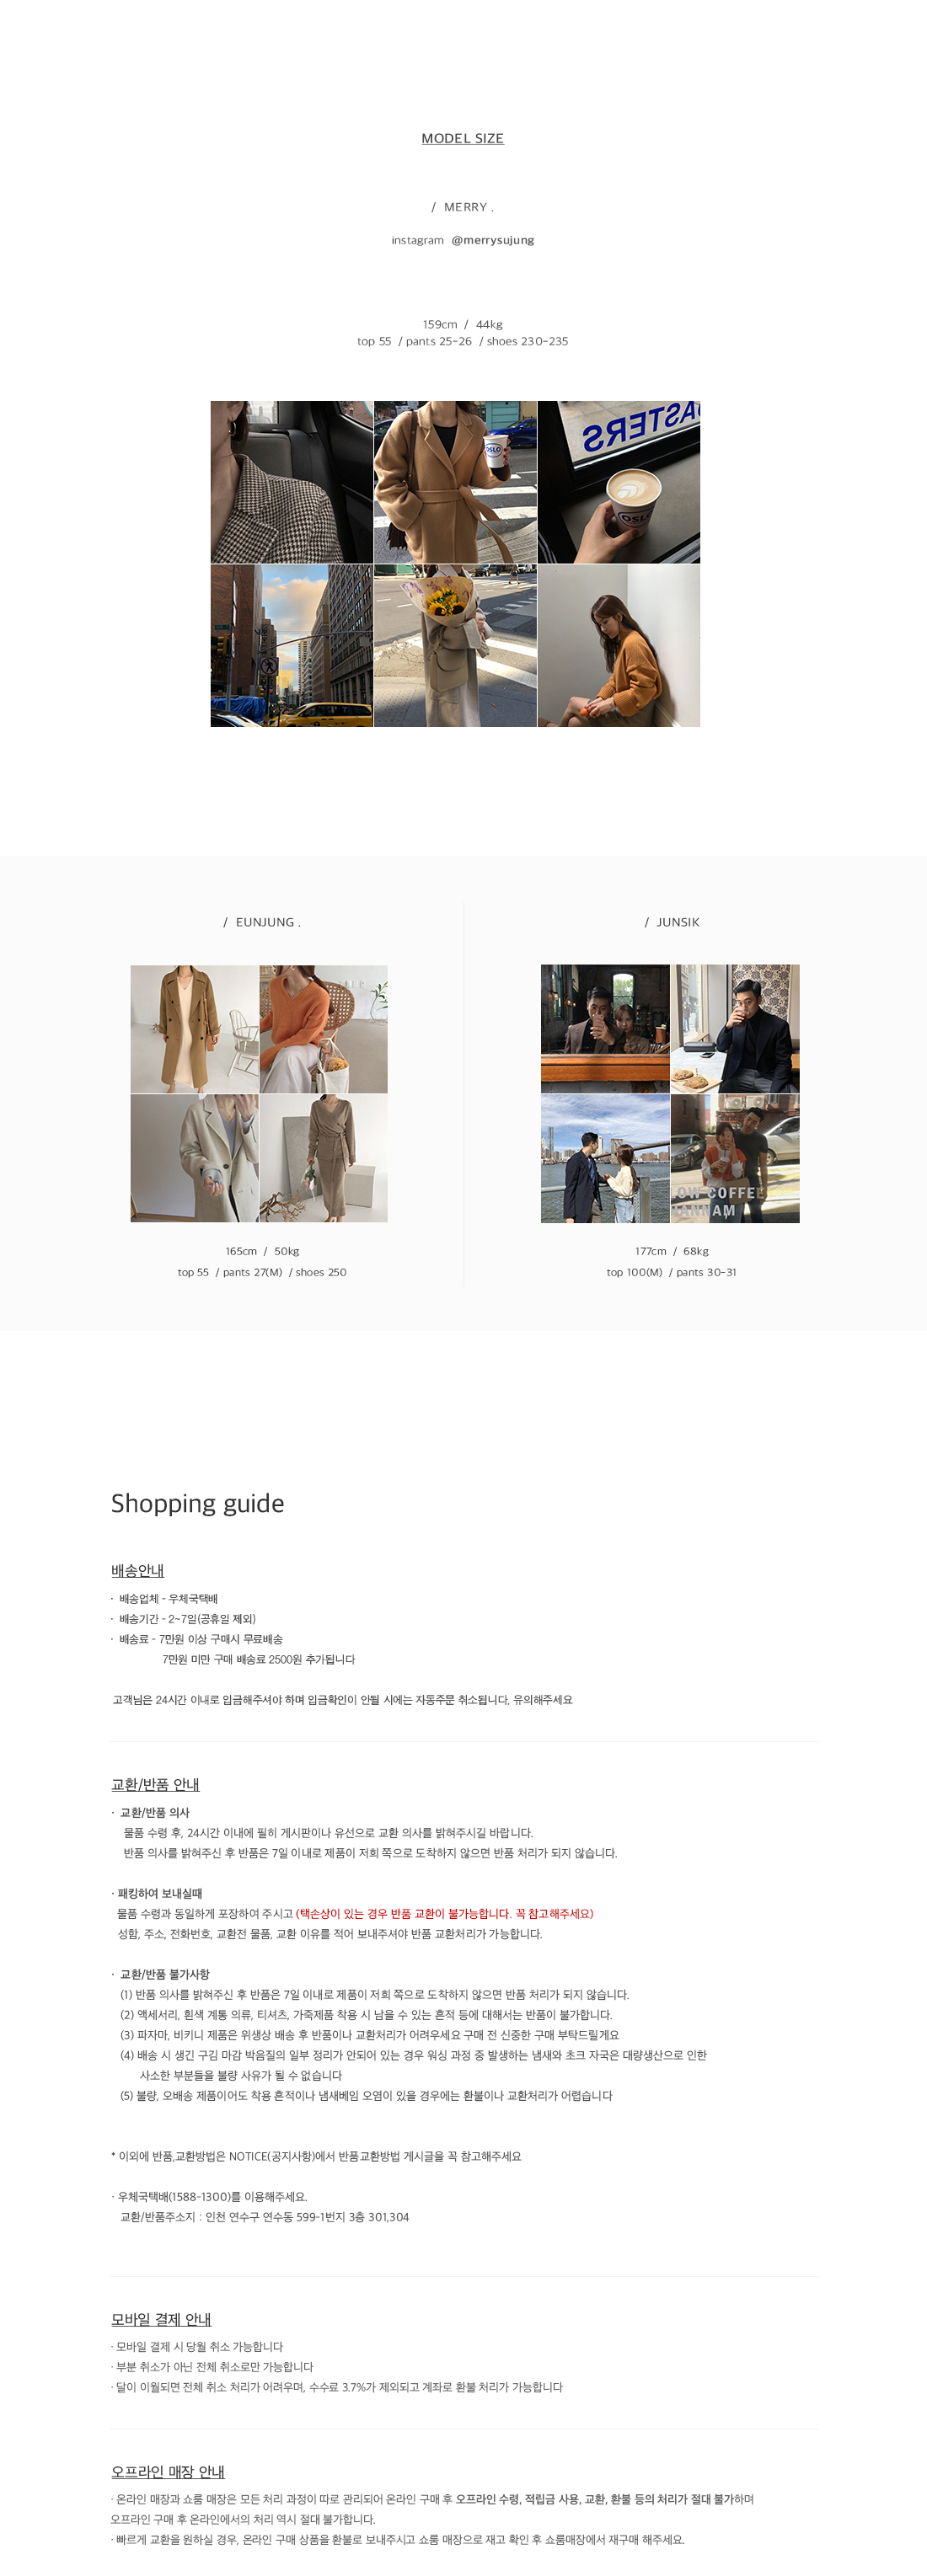 MODEL SIZE
/ MERRY .
instagram @merrysujung
159cm / 44kg
top 55 / pants 25-26 / shoes 230-235
OSLO
ASTERS
OSLO
/ EUNJUNG .
/ JUNSIK
OW COFFEE
HANNAM
165cm / 50kg
top 55 / pants 27(M) / shoes 250
177cm / 68kg
top 100(M) / pants 30-31
Shopping guide
배송안내
· 배송업체 - 우체국택배
· 배송기간 - 2~7일(공휴일 제외)
· 배송료 - 7만원 이상 구매시 무료배송
7만원 미만 구매 배송료 2500원 추가됩니다
고객님은 24시간 이내로 입금해주셔야 하며 입금확인이 안될 시에는 자동주문 취소됩니다, 유의해주세요
교환/반품 안내
· 교환/반품 의사
물품 수령 후, 24시간 이내에 필히 게시판이나 유선으로 교환 의사를 밝혀주시길 바랍니다.
반품 의사를 밝혀주신 후 반품은 7일 이내로 제품이 저희 쪽으로 도착하지 않으면 반품 처리가 되지 않습니다.
· 패킹하여 보내실때
물품 수령과 동일하게 포장하여 주시고 (택손상이 있는 경우 반품 교환이 불가능합니다. 꼭 참고해주세요)
성함, 주소, 전화번호, 교환전 물품, 교환 이유를 적어 보내주셔야 반품 교환처리가 가능합니다.
· 교환/반품 불가사항
(1) 반품 의사를 밝혀주신 후 반품은 7일 이내로 제품이 저희 쪽으로 도착하지 않으면 반품 처리가 되지 않습니다.
(2) 액세서리, 흰색 계통 의류, 티셔츠, 가죽제품 착용 시 남을 수 있는 흔적 등에 대해서는 반품이 불가합니다.
(3) 파자마, 비키니 제품은 위생상 배송 후 반품이나 교환처리가 어려우세요 구매 전 신중한 구매 부탁드릴게요
(4) 배송 시 생긴 구김 마감 박음질의 일부 정리가 안되어 있는 경우 워싱 과정 중 발생하는 냄새와 초크 자국은 대량생산으로 인한
사소한 부분들을 불량 사유가 될 수 없습니다
(5) 불량, 오배송 제품이어도 착용 흔적이나 냄새베임 오염이 있을 경우에는 환불이나 교환처리가 어렵습니다
* 이외에 반품,교환방법은 NOTICE(공지사항)에서 반품교환방법 게시글을 꼭 참고해주세요
· 우체국택배(1588-1300)를 이용해주세요.
교환/반품주소지 : 인천 연수구 연수동 599-1번지 3층 301,304
모바일 결제 안내
· 모바일 결제 시 당월 취소 가능합니다
· 부분 취소가 아닌 전체 취소로만 가능합니다
· 달이 이월되면 전체 취소 처리가 어려우며, 수수료 3.7%가 제외되고 계좌로 환불 처리가 가능합니다
오프라인 매장 안내
· 온라인 매장과 쇼룸 매장은 모든 처리 과정이 따로 관리되어 온라인 구매 후 오프라인 수령, 적립금 사용, 교환, 환불 등의 처리가 절대 불가하며
오프라인 구매 후 온라인에서의 처리 역시 절대 불가합니다.
· 빠르게 교환을 원하실 경우, 온라인 구매 상품을 환불로 보내주시고 쇼룸 매장으로 재고 확인 후 쇼룸매장에서 재구매 해주세요.